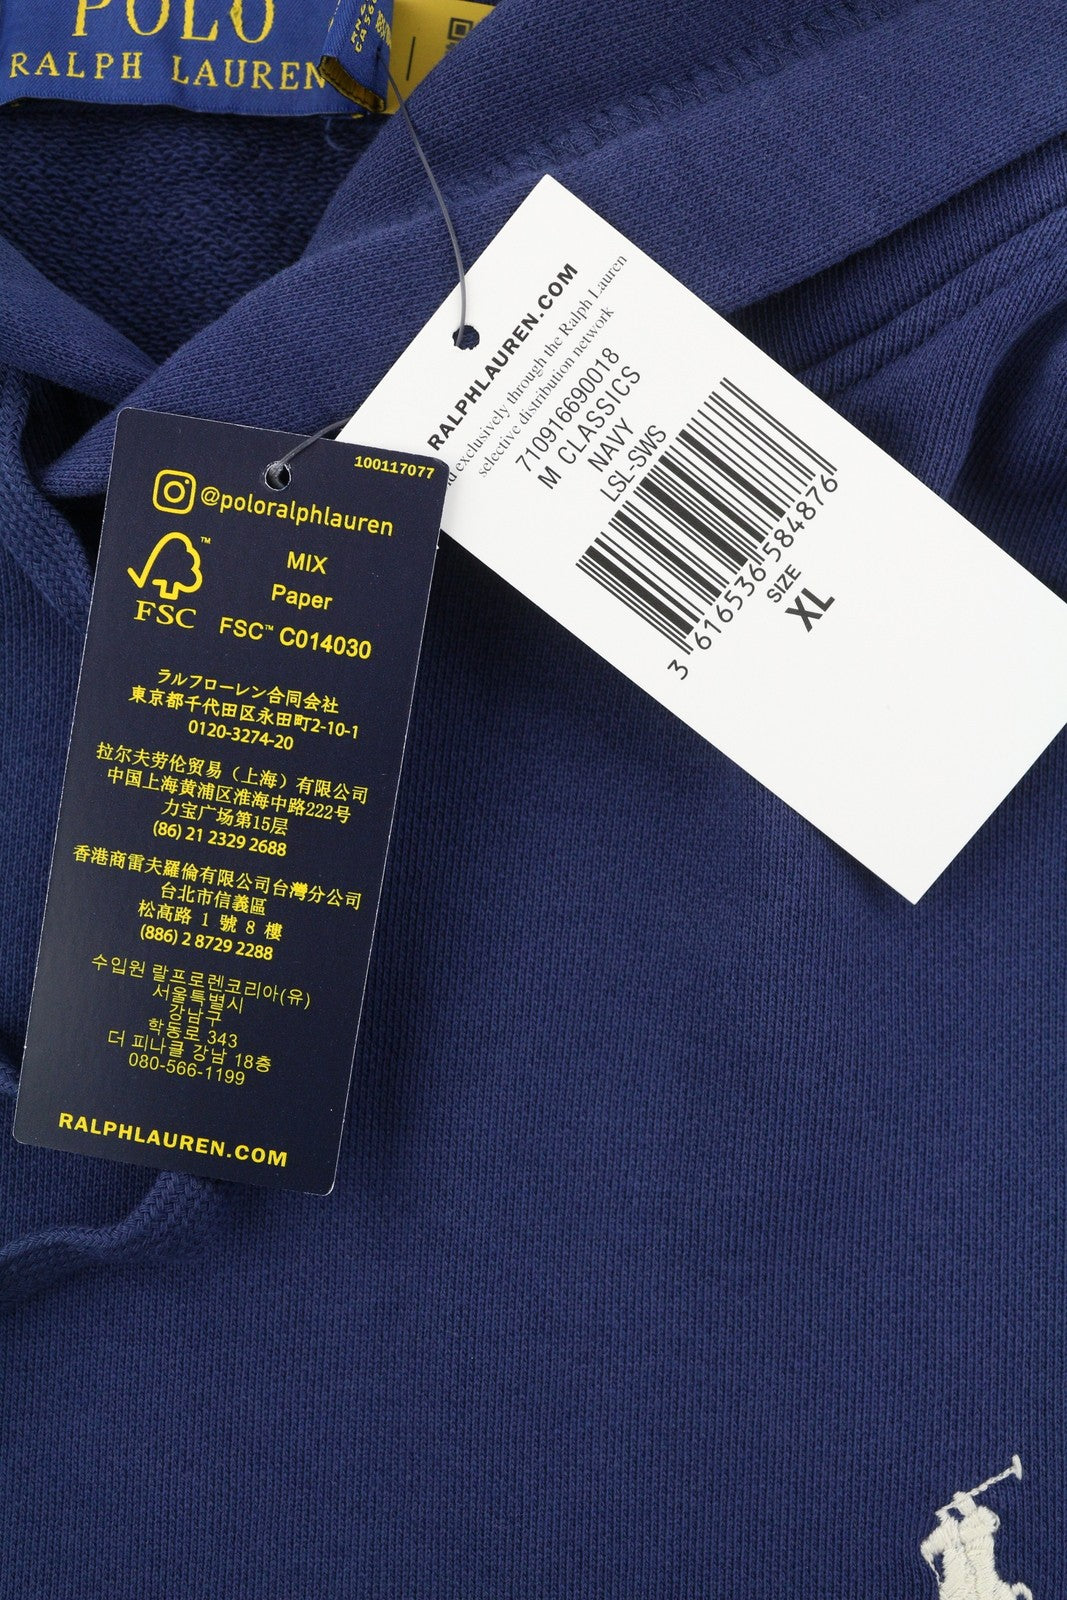 POLO
RALPH LAUREN
RALPHLAUREN.COM
exclusively through the Ralph Lauren
selective distribution network
710916690018
M CLASSICS
NAVY
LSL-SWS
3 616536 584876
SIZE
XL
100117077
@poloralphlauren
FSC
MIX
Paper
FSC™ C014030
ラルフローレン合同会社
東京都千代田区永田町2-10-1
0120-3274-20
拉尔夫劳伦贸易（上海）有限公司
中国上海黄浦区淮海中路222号
力宝广场第15层
(86) 21 2329 2688
香港商雷夫羅倫有限公司台灣分公司
台北市信義區
松高路 1 號 8 樓
(886) 2 8729 2288
수입원 랄프로렌코리아(유)
서울특별시
강남구
학동로 343
더 피나클 강남 18층
080-566-1199
RALPHLAUREN.COM